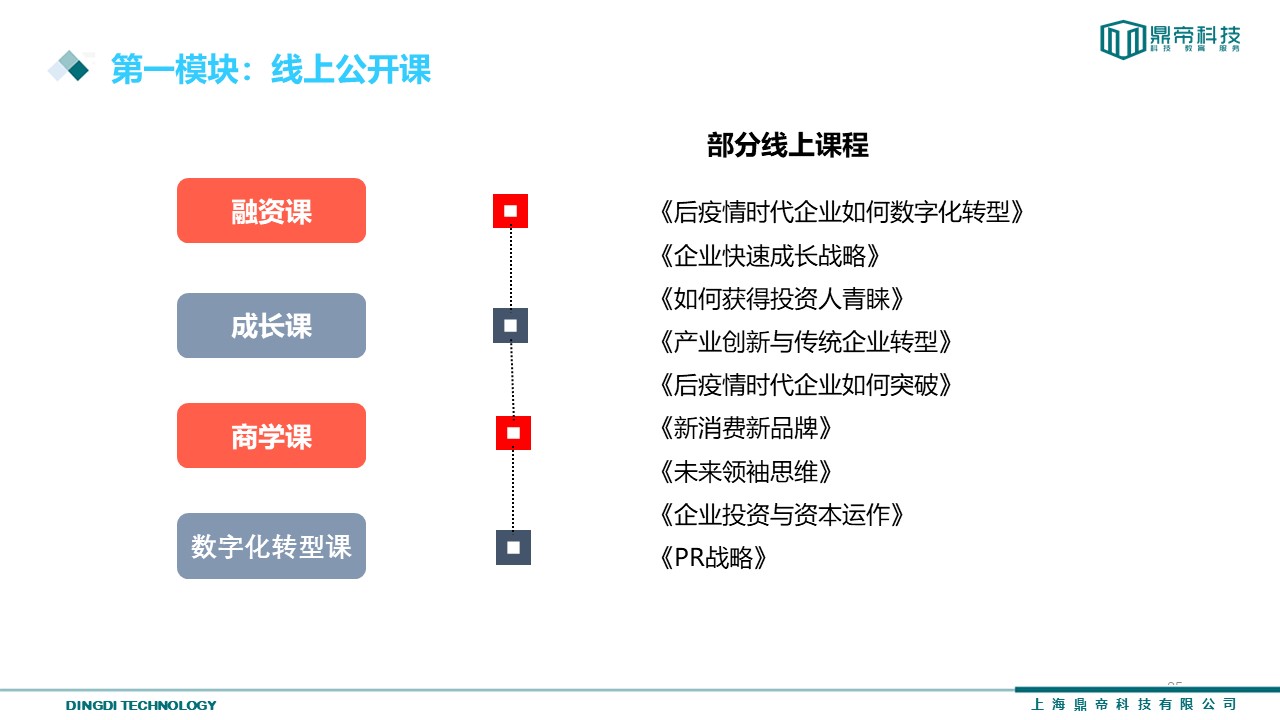 鼎帝科技
科技 教育 服务
第一模块：线上公开课
部分线上课程
融资课
成长课
商学课
数字化转型课
《后疫情时代企业如何数字化转型》
《企业快速成长战略》
《如何获得投资人青睐》
《产业创新与传统企业转型》
《后疫情时代企业如何突破》
《新消费新品牌》
《未来领袖思维》
《企业投资与资本运作》
《PR战略》
DINGDI TECHNOLOGY
上海鼎帝科技有限公司